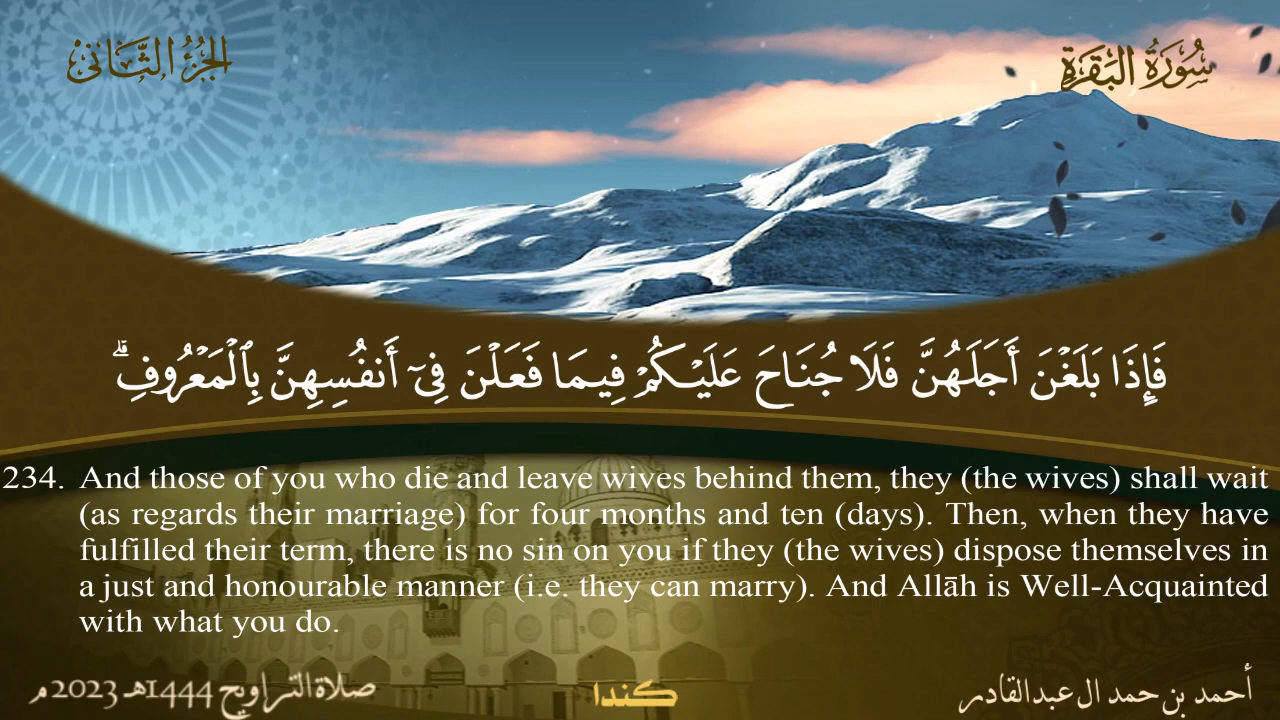 سُورَةُ البَقَرَةِ
الجُزْءُ الثَّانِي
فَإِذَا بَلَغْنَ أَجَلَهُنَّ فَلَا جُنَاحَ عَلَيْكُمْ فِيمَا فَعَلْنَ فِىٓ أَنفُسِهِنَّ بِٱلْمَعْرُوفِ ۗ
234. And those of you who die and leave wives behind them, they (the wives) shall wait
(as regards their marriage) for four months and ten (days). Then, when they have
fulfilled their term, there is no sin on you if they (the wives) dispose themselves in
a just and honourable manner (i.e. they can marry). And Allāh is Well-Acquainted
with what you do.
أحمد بن حمد ال عبدالقادر
كندا
صلاة التراويح 1444هـ 2023م